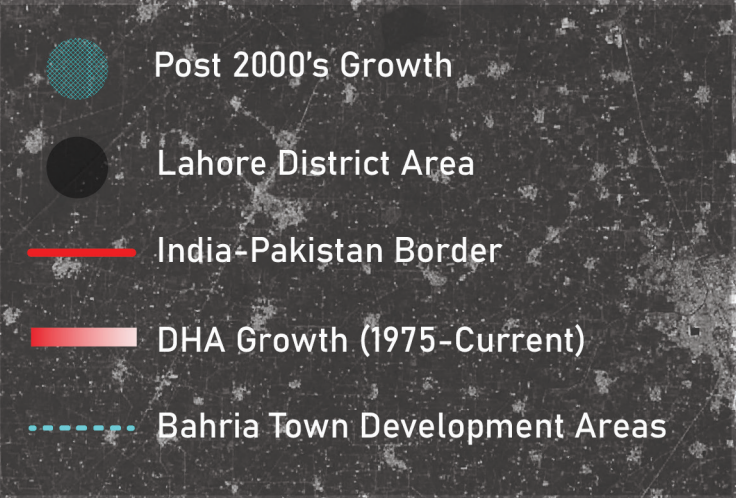 Post 2000's Growth
Lahore District Area
India-Pakistan Border
DHA Growth (1975-Current)
Bahria Town Development Areas